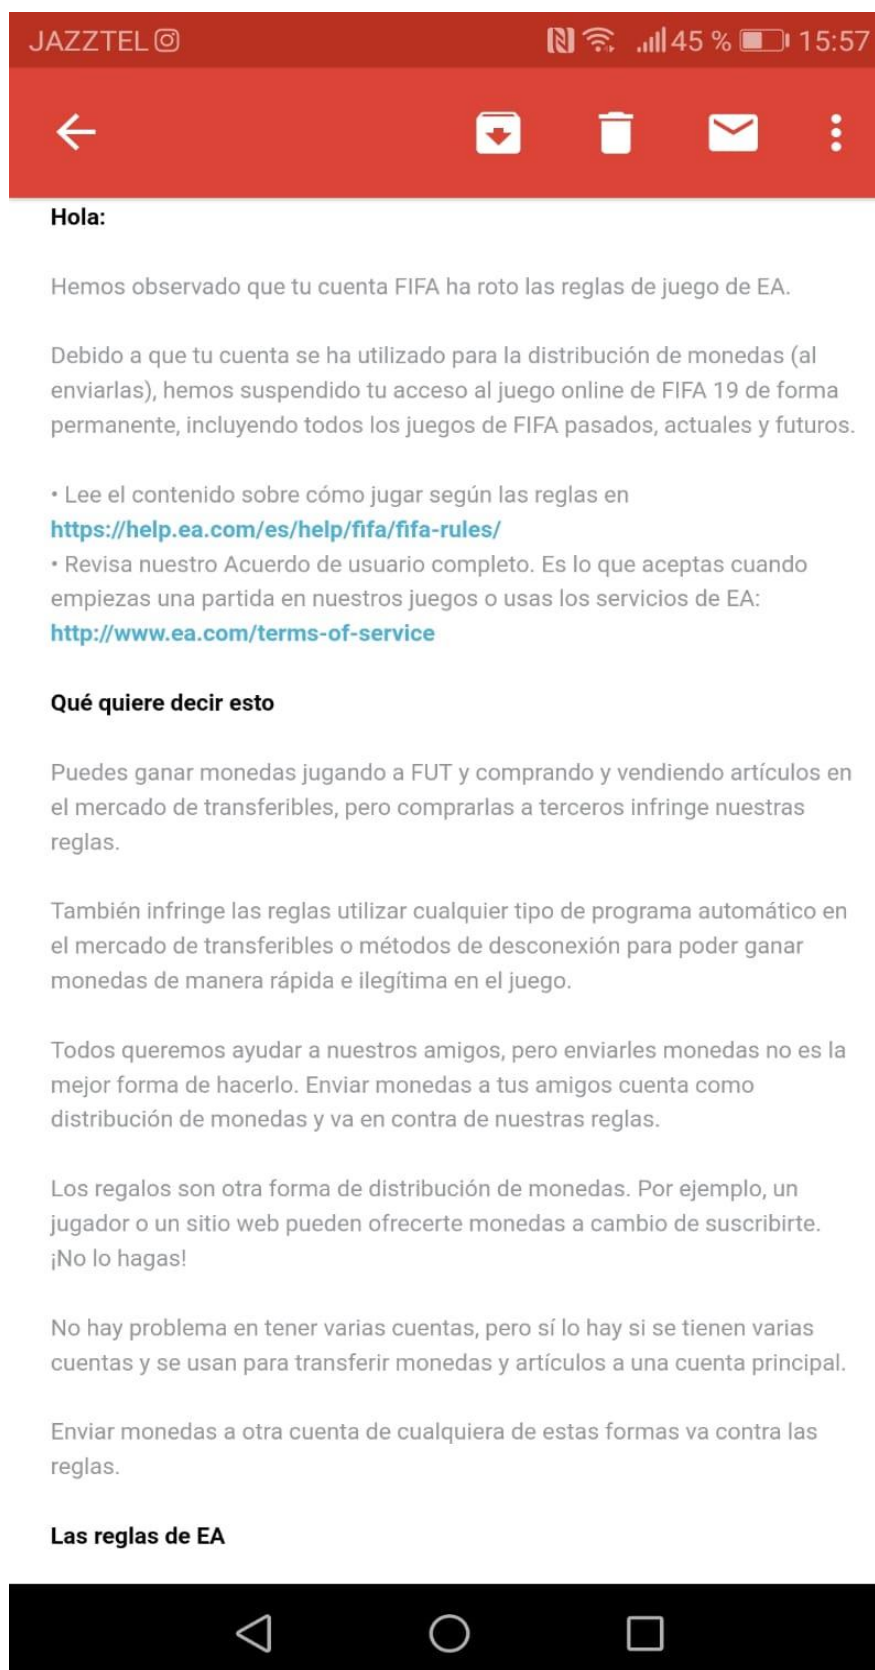 JAZZTEL 45 % 15:57
Hola:
Hemos observado que tu cuenta FIFA ha roto las reglas de juego de EA.
Debido a que tu cuenta se ha utilizado para la distribución de monedas (al
enviarlas), hemos suspendido tu acceso al juego online de FIFA 19 de forma
permanente, incluyendo todos los juegos de FIFA pasados, actuales y futuros.
• Lee el contenido sobre cómo jugar según las reglas en
https://help.ea.com/es/help/fifa/fifa-rules/
• Revisa nuestro Acuerdo de usuario completo. Es lo que aceptas cuando
empiezas una partida en nuestros juegos o usas los servicios de EA:
http://www.ea.com/terms-of-service
Qué quiere decir esto
Puedes ganar monedas jugando a FUT y comprando y vendiendo artículos en
el mercado de transferibles, pero comprarlas a terceros infringe nuestras
reglas.
También infringe las reglas utilizar cualquier tipo de programa automático en
el mercado de transferibles o métodos de desconexión para poder ganar
monedas de manera rápida e ilegítima en el juego.
Todos queremos ayudar a nuestros amigos, pero enviarles monedas no es la
mejor forma de hacerlo. Enviar monedas a tus amigos cuenta como
distribución de monedas y va en contra de nuestras reglas.
Los regalos son otra forma de distribución de monedas. Por ejemplo, un
jugador o un sitio web pueden ofrecerte monedas a cambio de suscribirte.
¡No lo hagas!
No hay problema en tener varias cuentas, pero sí lo hay si se tienen varias
cuentas y se usan para transferir monedas y artículos a una cuenta principal.
Enviar monedas a otra cuenta de cualquiera de estas formas va contra las
reglas.
Las reglas de EA